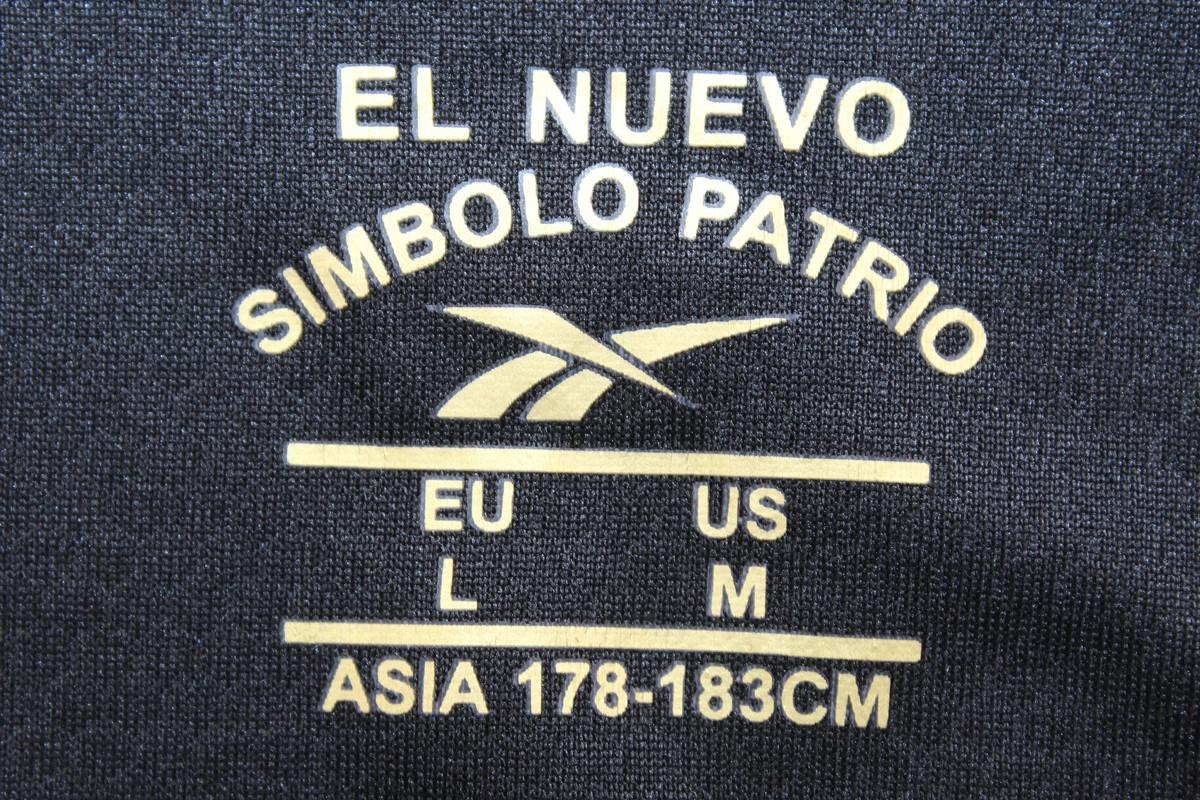 EL NUEVO
SIMBOLO PATRIO
EU US
L M
ASIA 178-183CM